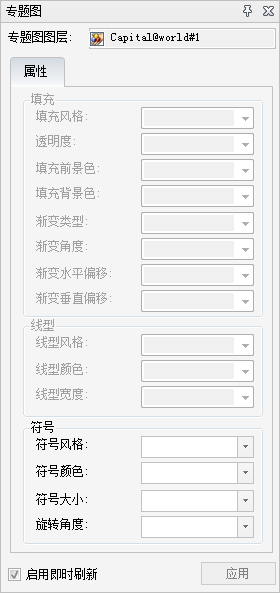 专题图
专题图图层: Capital@world#1
属性
填充
填充风格:
透明度:
填充前景色:
填充背景色:
渐变类型:
渐变角度:
渐变水平偏移:
渐变垂直偏移:
线型
线型风格:
线型颜色:
线型宽度:
符号
符号风格:
符号颜色:
符号大小:
旋转角度:
启用即时刷新 应用